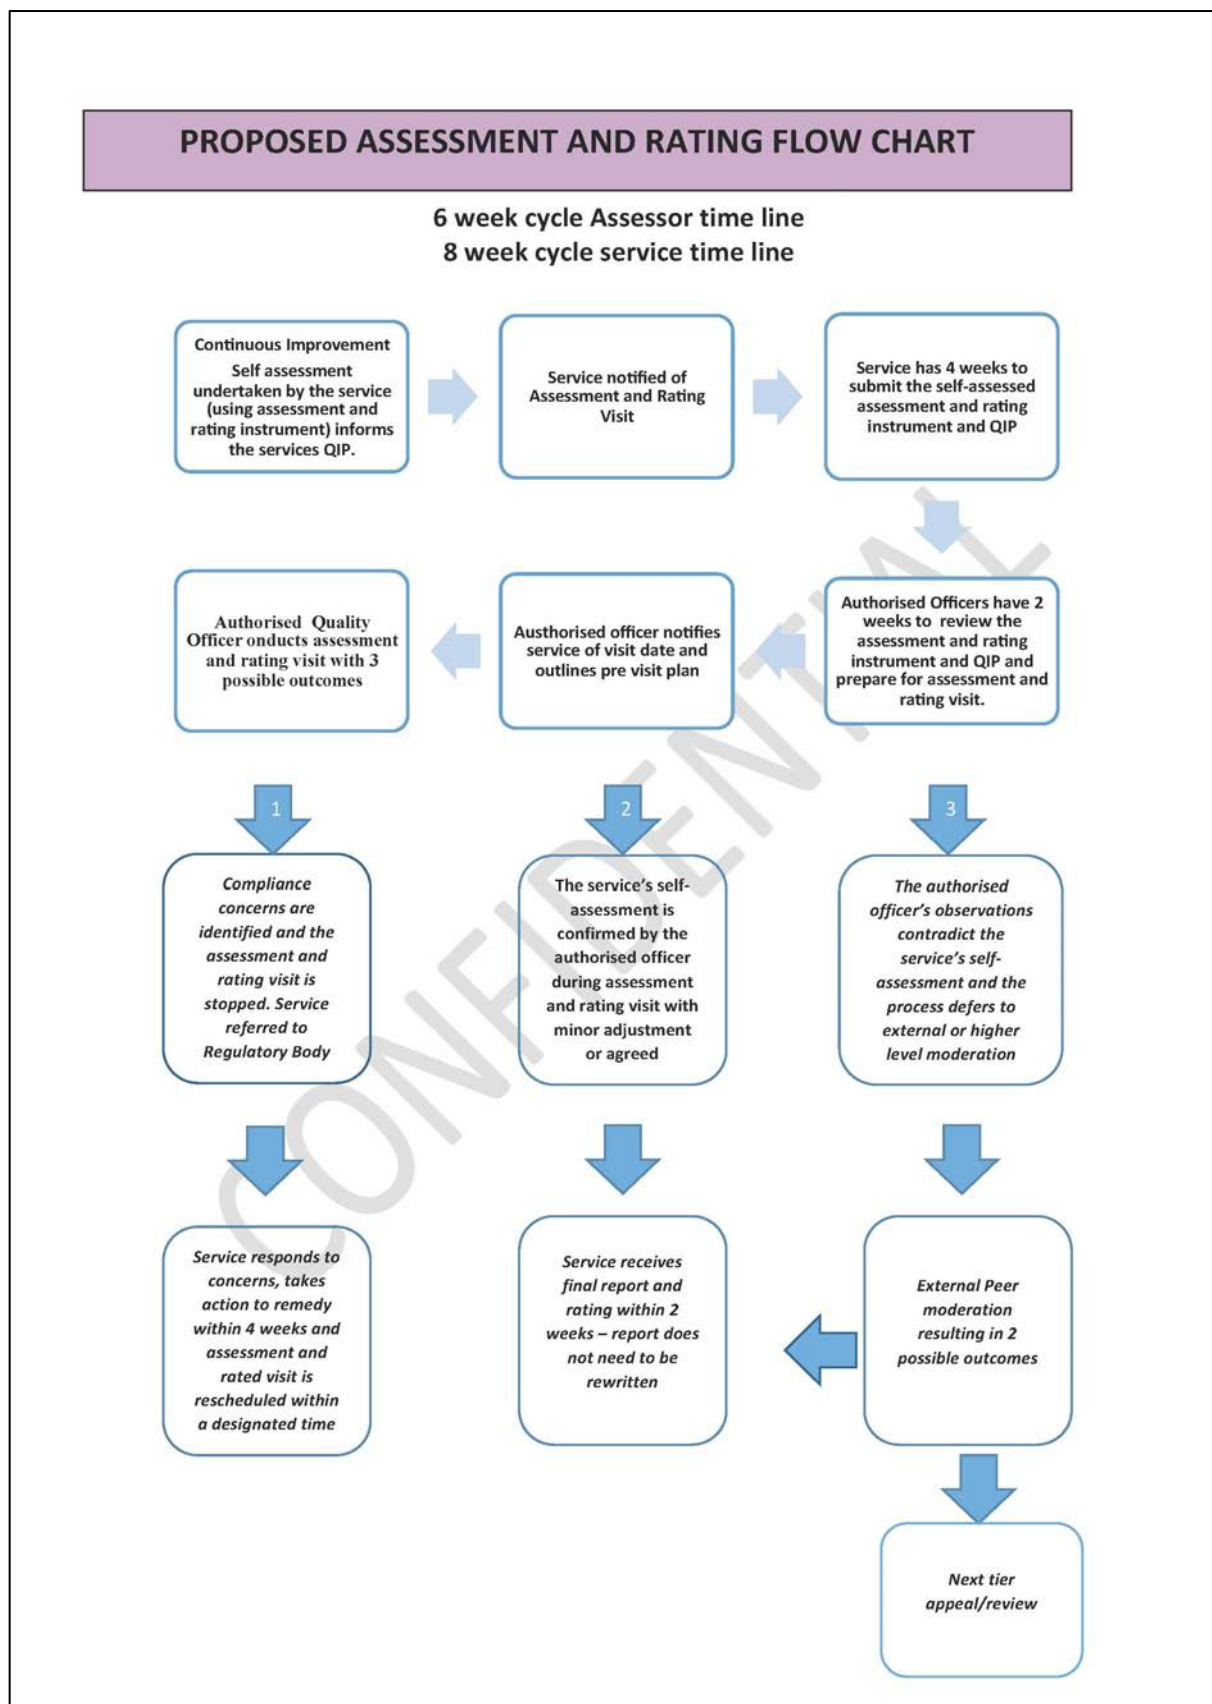 PROPOSED ASSESSMENT AND RATING FLOW CHART
6 week cycle Assessor time line
8 week cycle service time line
Continuous Improvement
Self assessment
undertaken by the service
(using assessment and
rating instrument) informs
the services QIP.
Service notified of
Assessment and Rating
Visit
Service has 4 weeks to
submit the self-assessed
assessment and rating
instrument and QIP
Authorised Officers have 2
weeks to review the
assessment and rating
instrument and QIP and
prepare for assessment and
rating visit.
Austhorised officer notifies
service of visit date and
outlines pre visit plan
Authorised Quality
Officer onducts assessment
and rating visit with 3
possible outcomes
1
Compliance
concerns are
identified and the
assessment and
rating visit is
stopped. Service
referred to
Regulatory Body
Service responds to
concerns, takes
action to remedy
within 4 weeks and
assessment and
rated visit is
rescheduled within
a designated time
2
The service's self-
assessment is
confirmed by the
authorised officer
during assessment
and rating visit with
minor adjustment
or agreed
Service receives
final report and
rating within 2
weeks – report does
not need to be
rewritten
3
The authorised
officer's observations
contradict the
service's self-
assessment and the
process defers to
external or higher
level moderation
External Peer
moderation
resulting in 2
possible outcomes
Next tier
appeal/review
CONFIDENTIAL